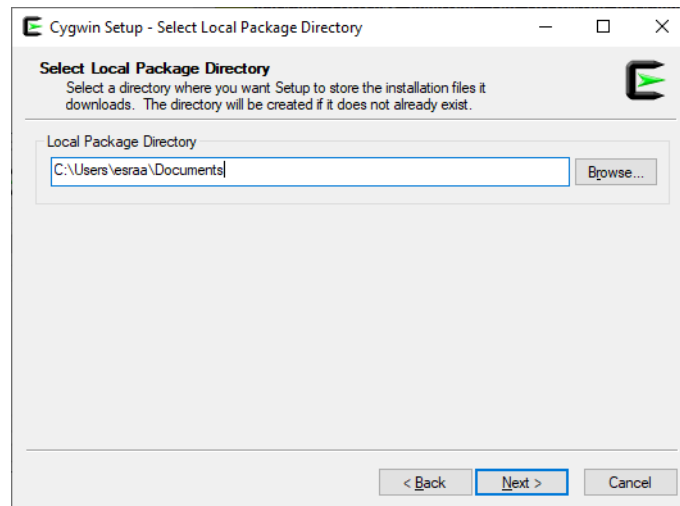 Cygwin Setup - Select Local Package Directory
Select Local Package Directory
Select a directory where you want Setup to store the installation files it
downloads. The directory will be created if it does not already exist.
Local Package Directory
C:\Users\esraa\Documents
Browse...
< Back
Next >
Cancel